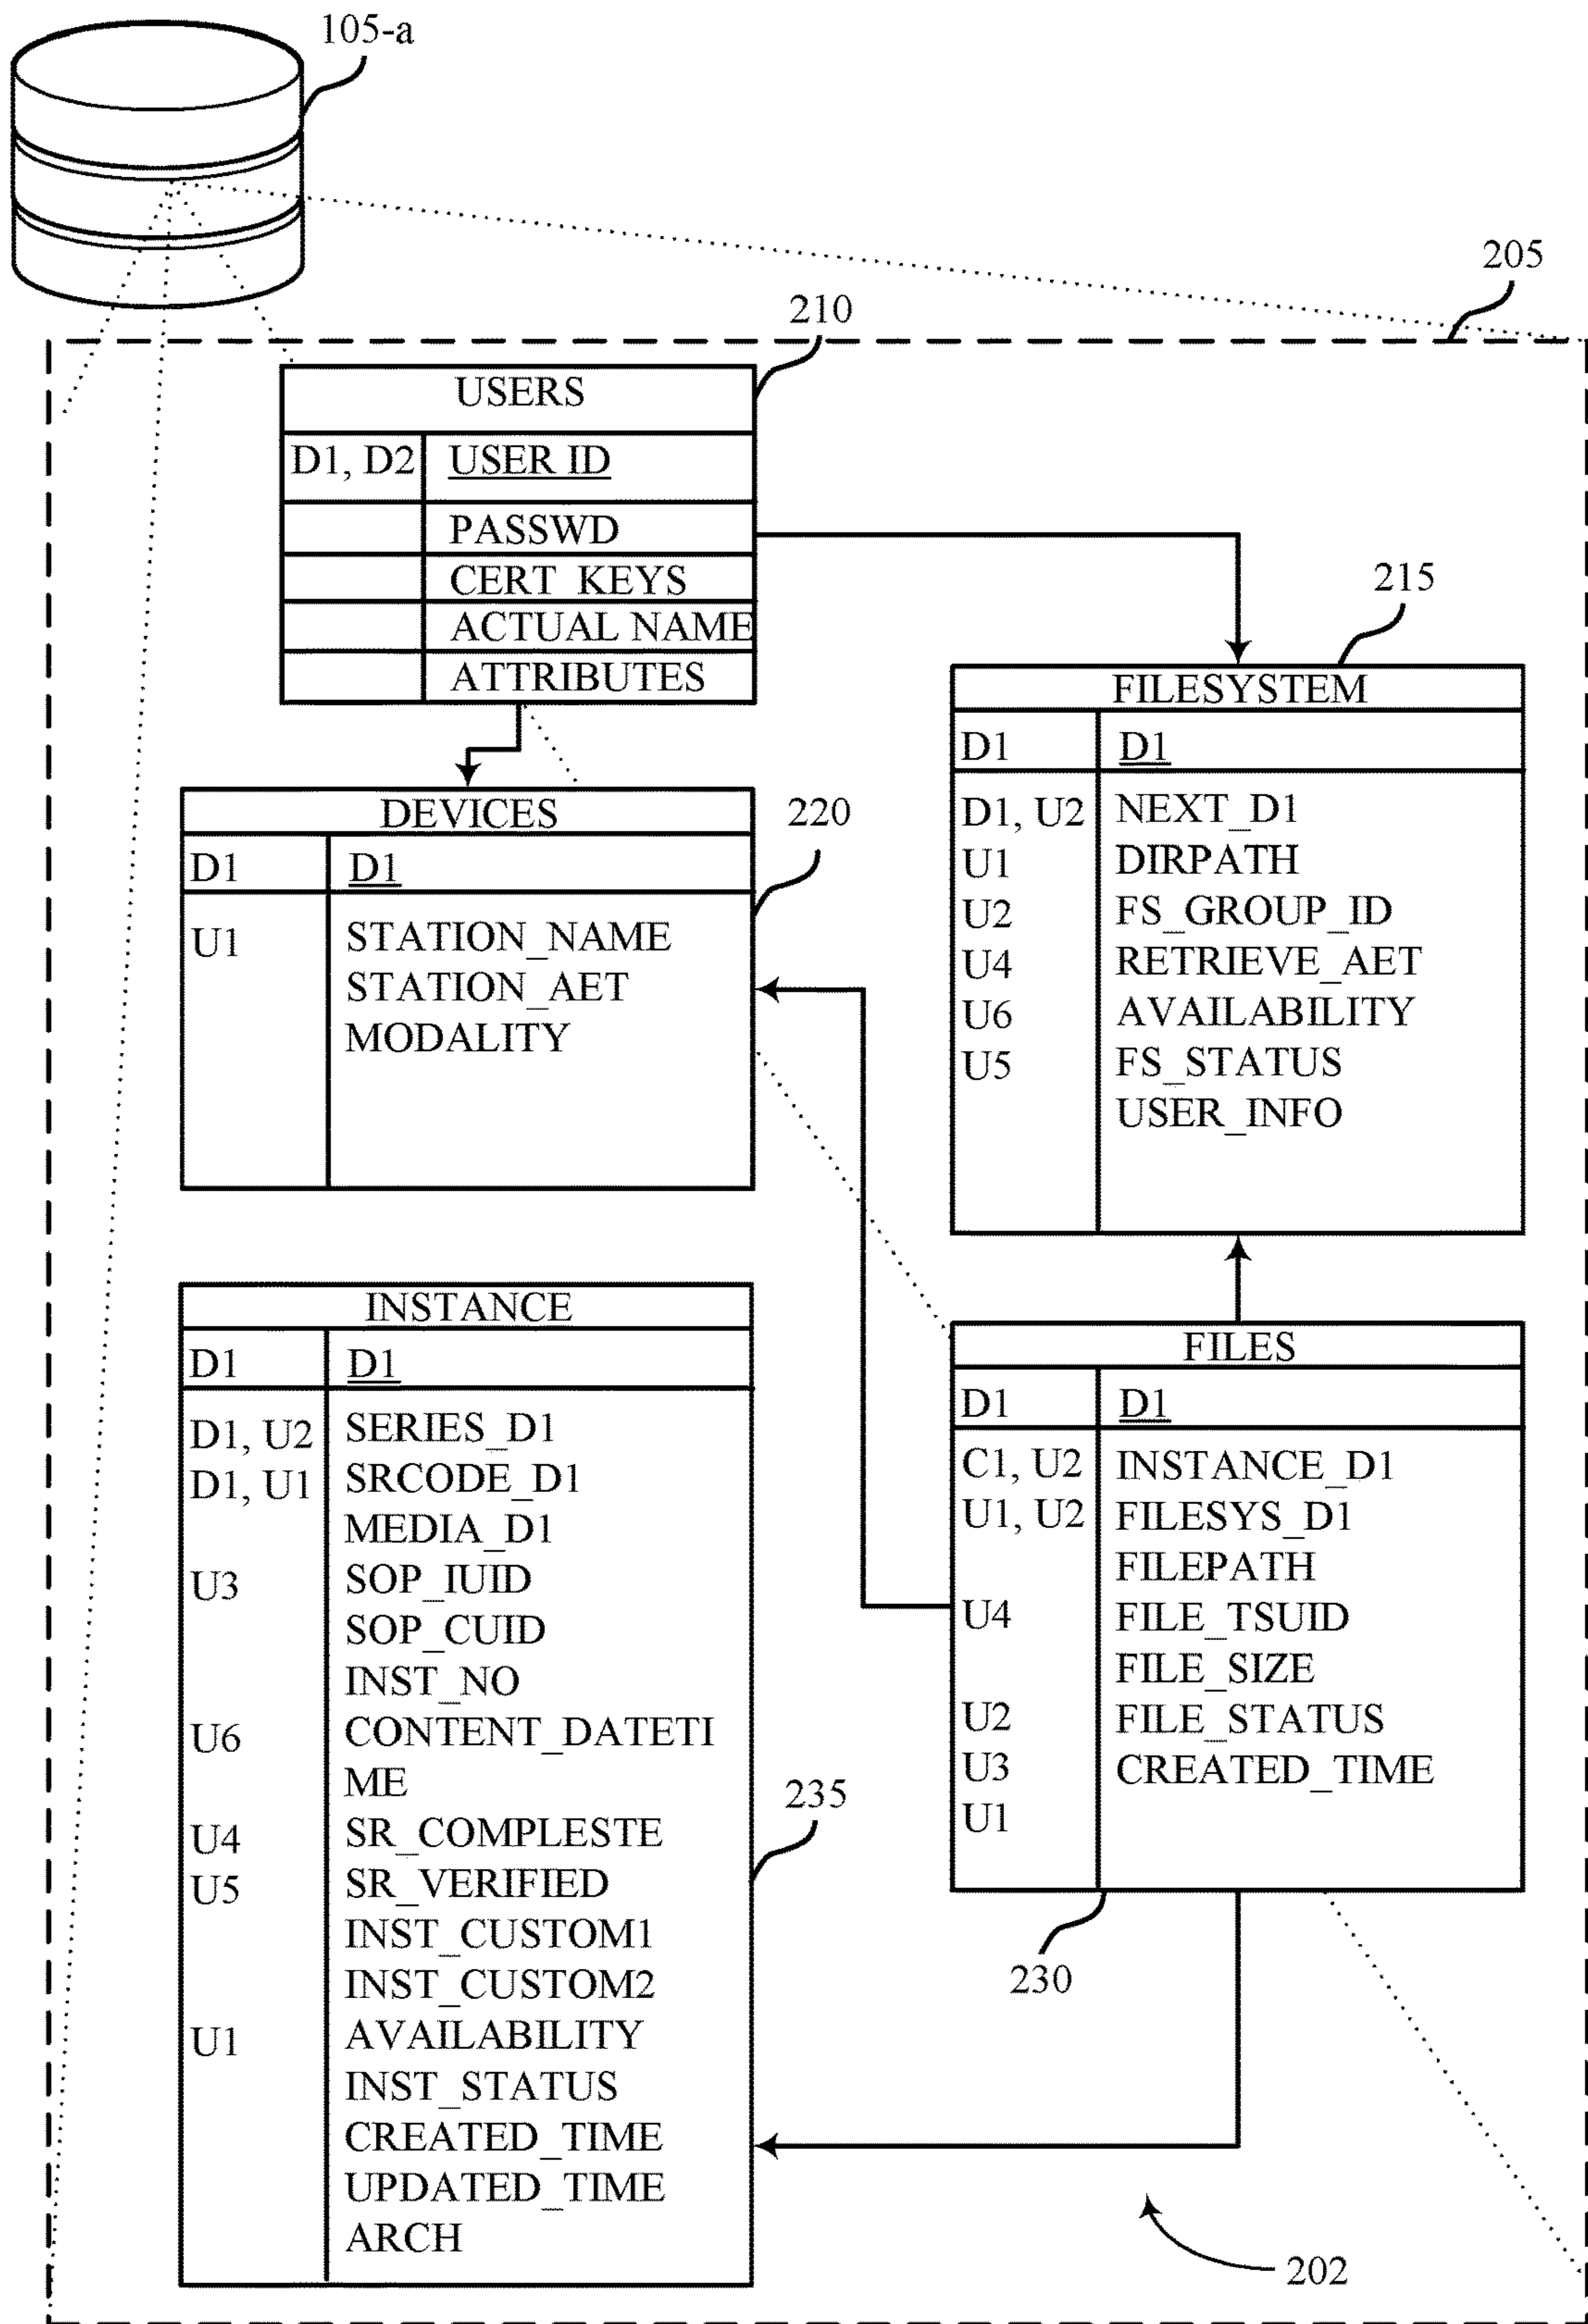 105-a
205
210
USERS
D1, D2 USER ID
PASSWD
CERT_KEYS
ACTUAL NAME
ATTRIBUTES
215
FILESYSTEM
D1 D1
D1, U2 NEXT_D1
U1 DIRPATH
U2 FS_GROUP_ID
U4 RETRIEVE_AET
U6 AVAILABILITY
U5 FS_STATUS
USER_INFO
220
DEVICES
D1 D1
U1 STATION_NAME
STATION_AET
MODALITY
INSTANCE
D1 D1
D1, U2 SERIES_D1
D1, U1 SRCODE_D1
MEDIA_D1
U3 SOP_IUID
SOP_CUID
INST_NO
U6 CONTENT_DATETI
ME
U4 SR_COMPLESTE
U5 SR_VERIFIED
INST_CUSTOM1
INST_CUSTOM2
U1 AVAILABILITY
INST_STATUS
CREATED_TIME
UPDATED_TIME
ARCH
235
FILES
D1 D1
C1, U2 INSTANCE_D1
U1, U2 FILESYS_D1
FILEPATH
U4 FILE_TSUID
FILE_SIZE
U2 FILE_STATUS
U3 CREATED_TIME
U1
230
202